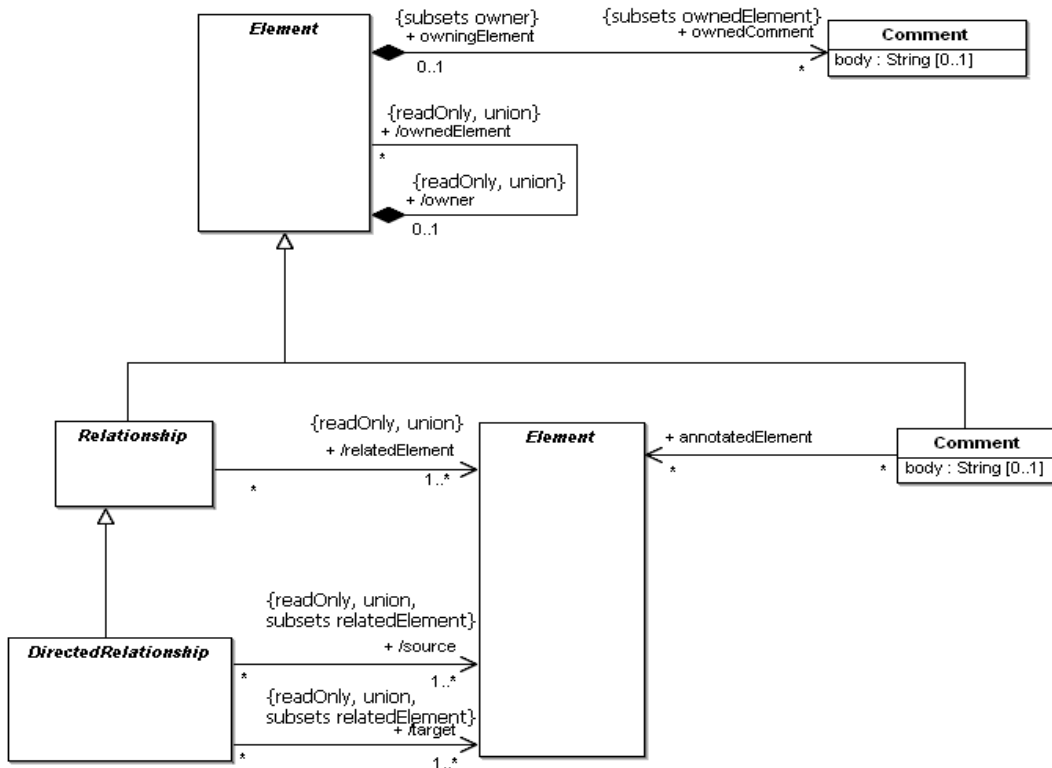 {subsets owner}
{subsets ownedElement}
Element
+ owningElement
+ ownedComment
Comment
0..1
*
body : String [0..1]
{readOnly, union}
+ /ownedElement
*
{readOnly, union}
+ /owner
0..1
Relationship
{readOnly, union}
+ /relatedElement
*
1..*
Element
+ annotatedElement
*
*
Comment
body : String [0..1]
{readOnly, union,
subsets relatedElement}
+ /source
DirectedRelationship
*
1..*
{readOnly, union,
subsets relatedElement}
+ /target
*
1..*